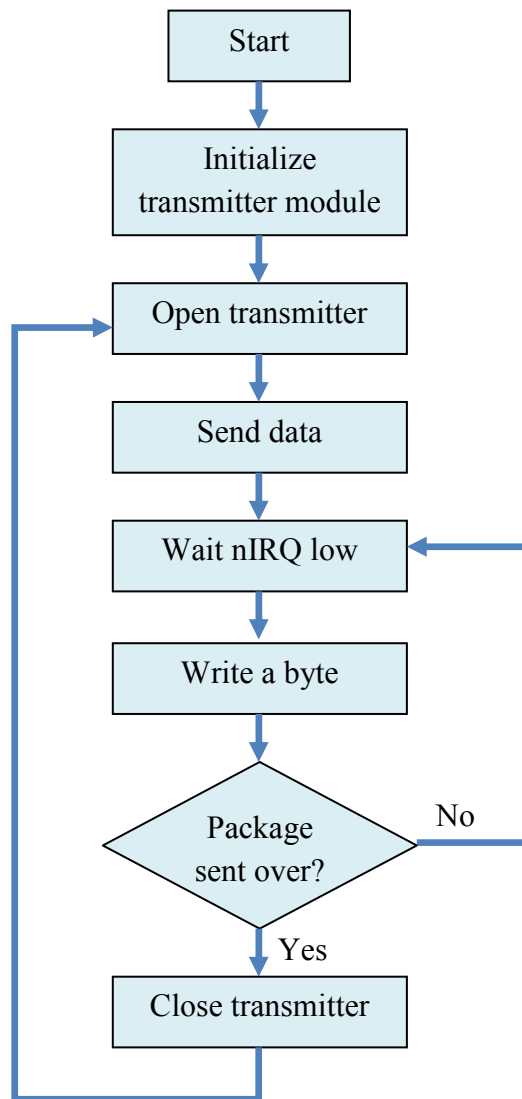 Start
Initialize
transmitter module
Open transmitter
Send data
Wait nIRQ low
Write a byte
Package
sent over?
No
Yes
Close transmitter